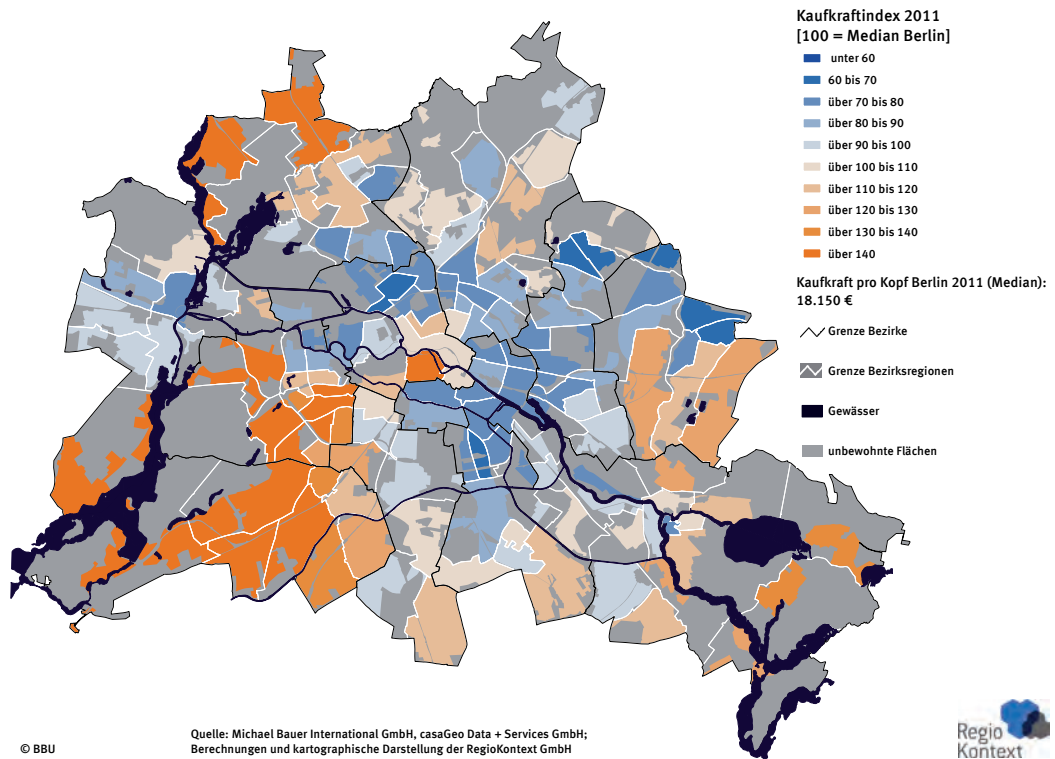 Kaufkraftindex 2011
[100 = Median Berlin]
unter 60
60 bis 70
über 70 bis 80
über 80 bis 90
über 90 bis 100
über 100 bis 110
über 110 bis 120
über 120 bis 130
über 130 bis 140
über 140
Kaufkraft pro Kopf Berlin 2011 (Median):
18.150 €
Grenze Bezirke
Grenze Bezirksregionen
Gewässer
unbewohnte Flächen
© BBU
Quelle: Michael Bauer International GmbH, casaGeo Data + Services GmbH;
Berechnungen und kartographische Darstellung der RegioKontext GmbH
Regio
Kontext